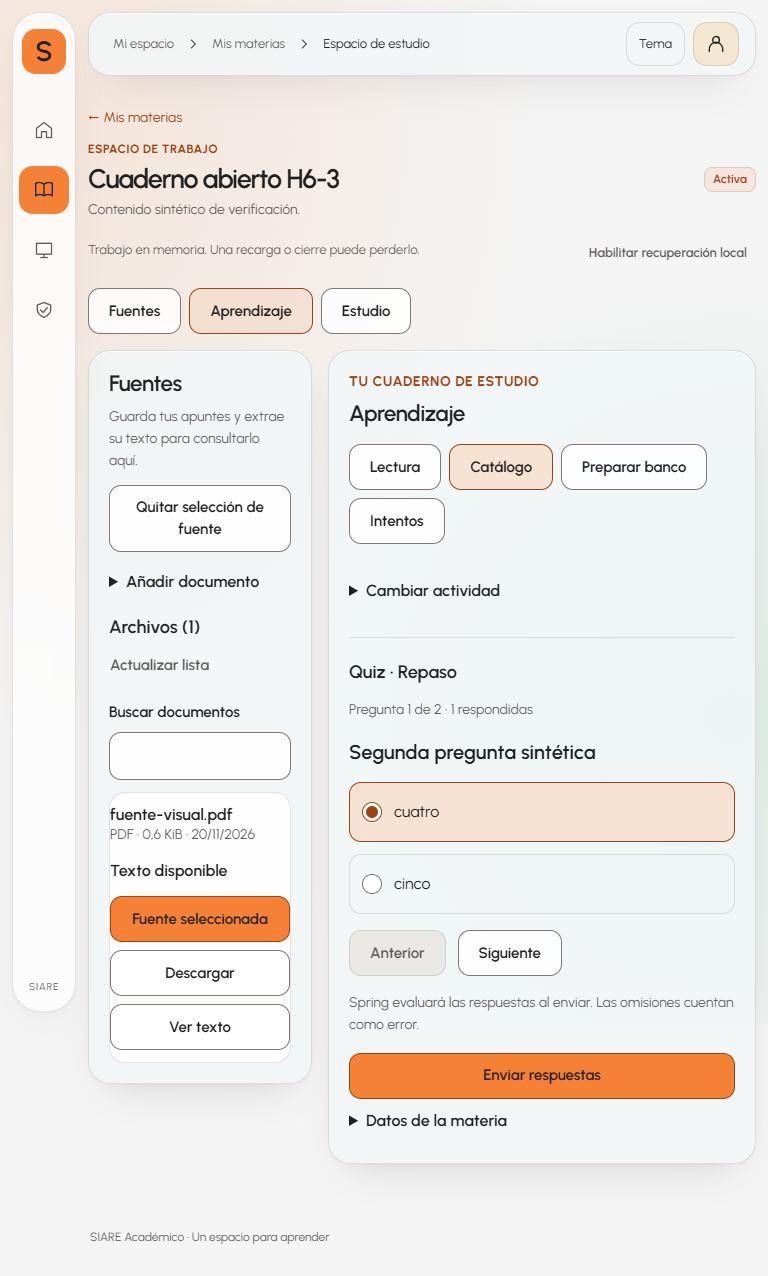 S
Mi espacio
Mis materias
Espacio de estudio
Tema
← Mis materias
ESPACIO DE TRABAJO
Cuaderno abierto H6-3
Activa
Contenido sintético de verificación.
Trabajo en memoria. Una recarga o cierre puede perderlo.
Habilitar recuperación local
Fuentes
Aprendizaje
Estudio
Fuentes
Guarda tus apuntes y extrae
su texto para consultarlo
aquí.
Quitar selección de
fuente
Añadir documento
Archivos (1)
Actualizar lista
Buscar documentos
fuente-visual.pdf
PDF · 0,6 KiB · 20/11/2026
Texto disponible
Fuente seleccionada
Descargar
Ver texto
TU CUADERNO DE ESTUDIO
Aprendizaje
Lectura
Catálogo
Preparar banco
Intentos
Cambiar actividad
Quiz · Repaso
Pregunta 1 de 2 · 1 respondidas
Segunda pregunta sintética
cuatro
cinco
Anterior
Siguiente
Spring evaluará las respuestas al enviar. Las omisiones cuentan
como error.
Enviar respuestas
Datos de la materia
SIARE
SIARE Académico · Un espacio para aprender